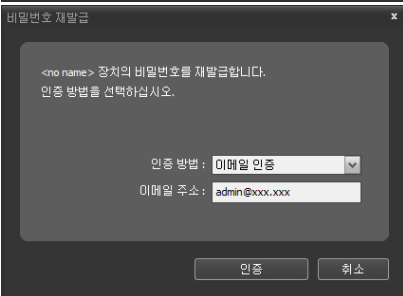 비밀번호 재발급 x
<no name> 장치의 비밀번호를 재발급합니다.
인증 방법을 선택하십시오.
인증 방법 : 이메일 인증
이메일 주소 : admin@xxx.xxx
인증 취소